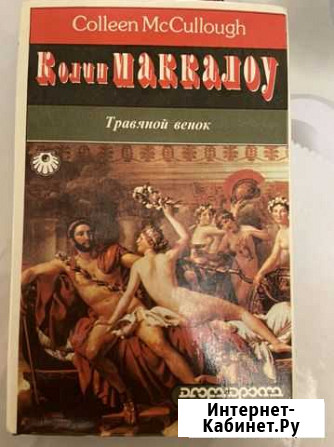 Colleen McCullough
Колин МАККАЛОУ
Травяной венок
Интернет-
Кабинет.Ру